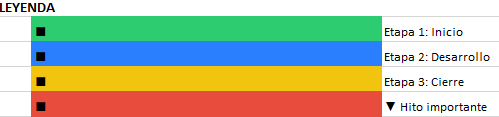 LEYENDA
■ Etapa 1: Inicio
■ Etapa 2: Desarrollo
■ Etapa 3: Cierre
■ ▼ Hito importante